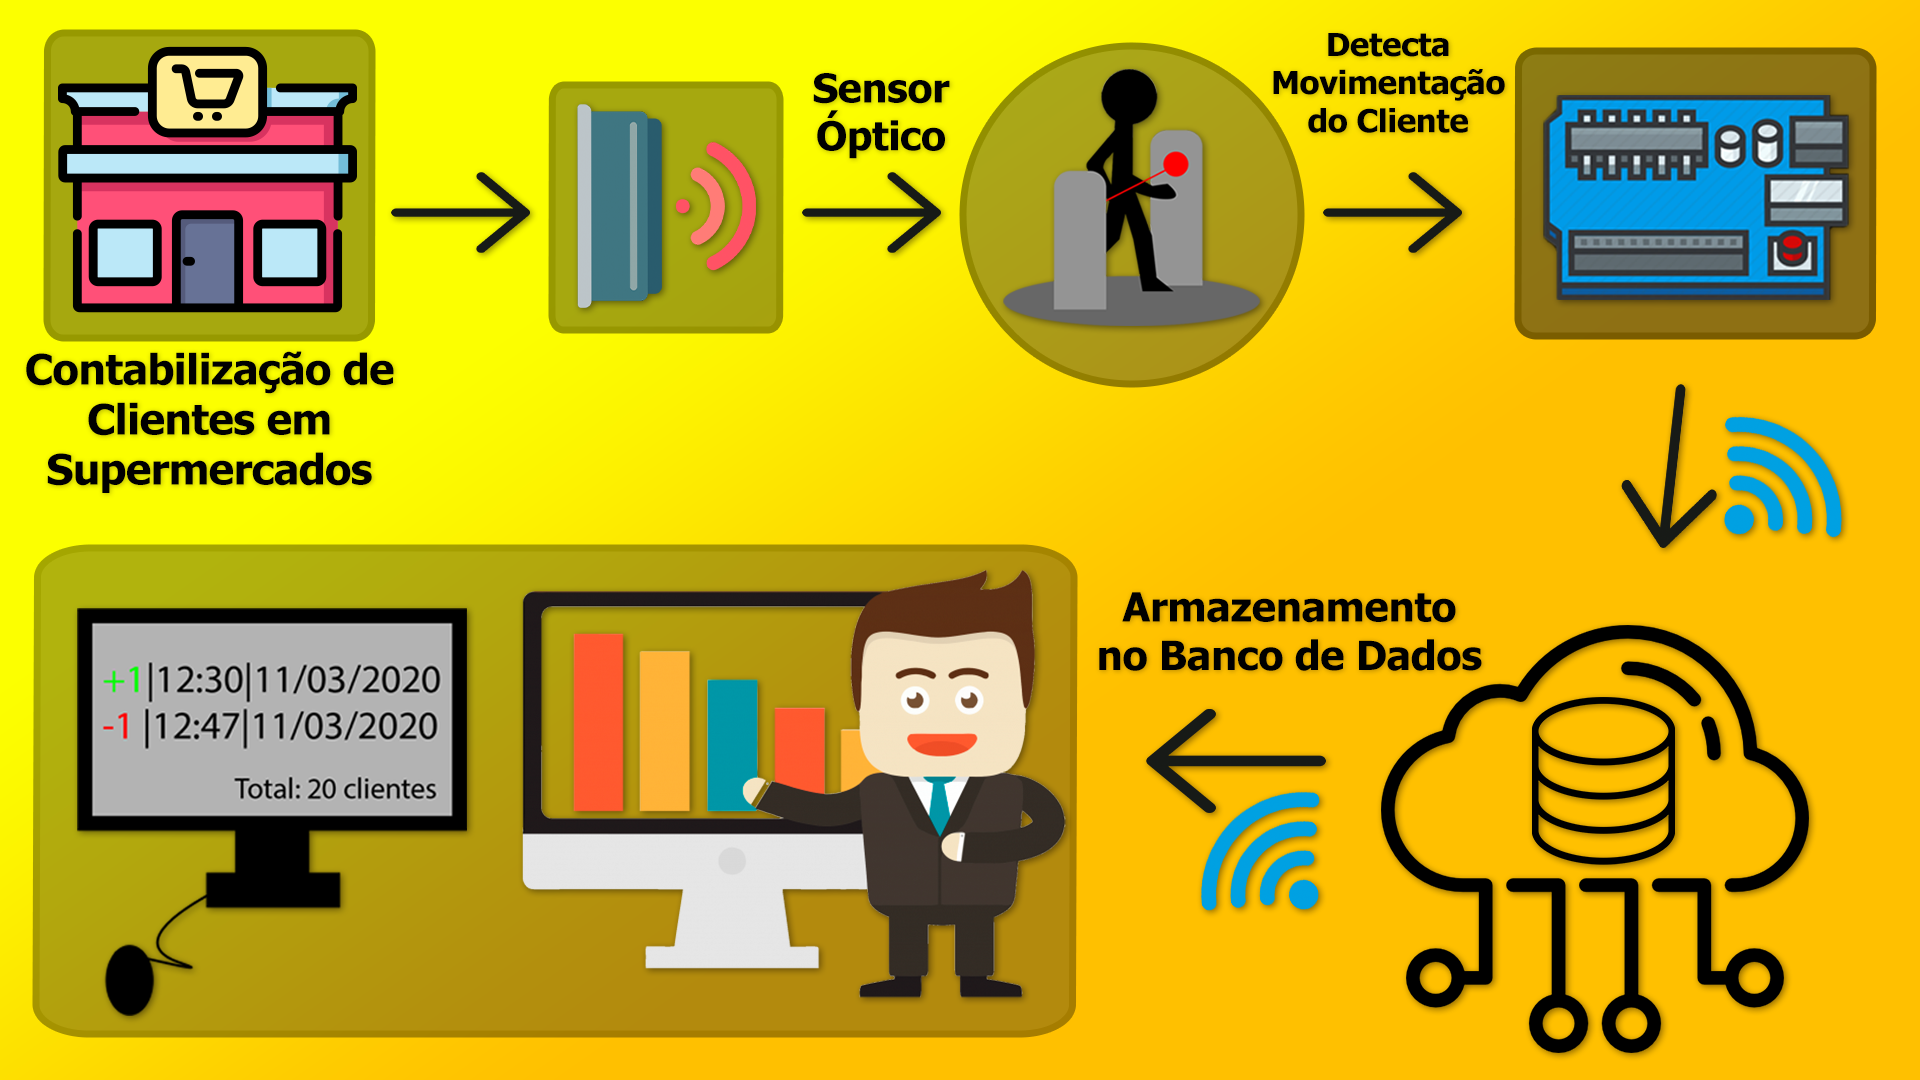 Contabilização de
Clientes em
Supermercados
Sensor
Óptico
Detecta
Movimentação
do Cliente
Armazenamento
no Banco de Dados
+1|12:30|11/03/2020
-1 |12:47|11/03/2020
Total: 20 clientes